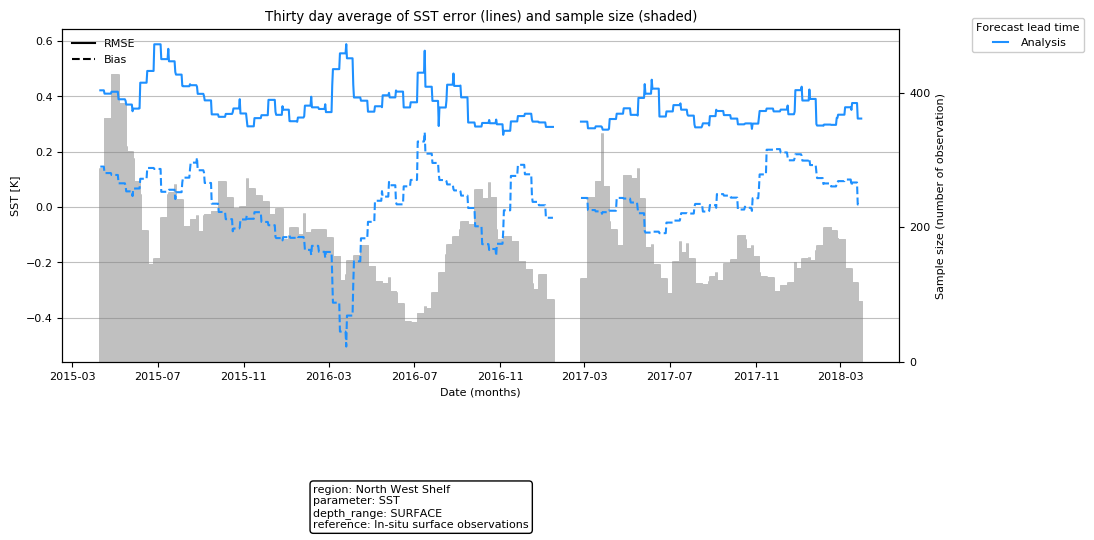 Thirty day average of SST error (lines) and sample size (shaded)
Forecast lead time
Analysis
RMSE
Bias
0.6
0.4
0.2
0.0
−0.2
−0.4
SST [K]
400
200
0
Sample size (number of observation)
2015-03 2015-07 2015-11 2016-03 2016-07 2016-11 2017-03 2017-07 2017-11 2018-03
Date (months)
region: North West Shelf
parameter: SST
depth_range: SURFACE
reference: In-situ surface observations